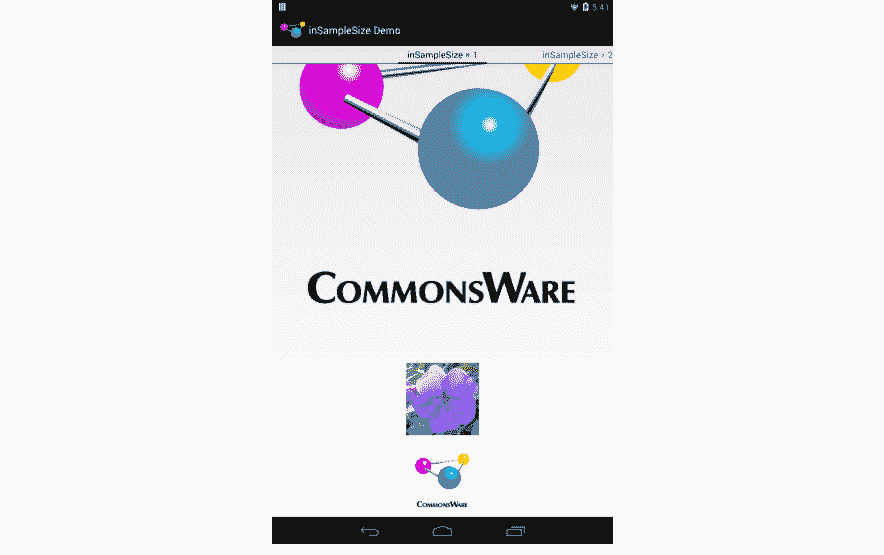 5:41
inSampleSize Demo
inSampleSize = 1 inSampleSize = 2
COMMONSWARE
COMMONSWARE